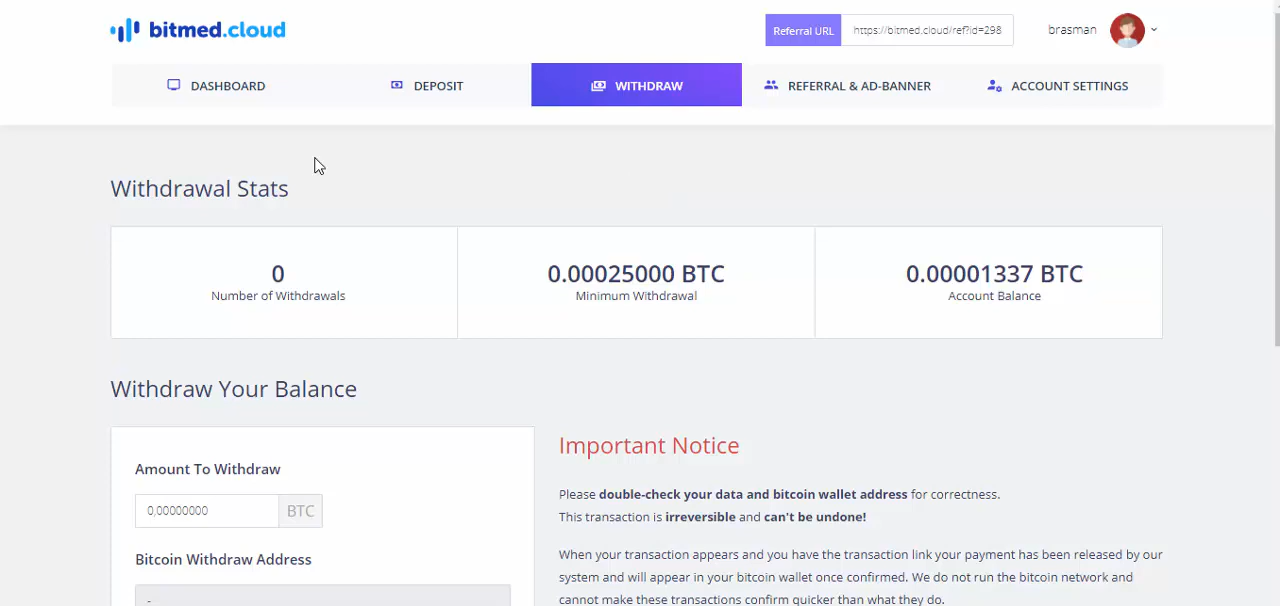 bitmed.cloud
Referral URL https://bitmed.cloud/ref?id=298
brasman
DASHBOARD
DEPOSIT
WITHDRAW
REFERRAL & AD-BANNER
ACCOUNT SETTINGS
Withdrawal Stats
0
Number of Withdrawals
0.00025000 BTC
Minimum Withdrawal
0.00001337 BTC
Account Balance
Withdraw Your Balance
Amount To Withdraw
0,00000000 BTC
Bitcoin Withdraw Address
-
Important Notice
Please double-check your data and bitcoin wallet address for correctness.
This transaction is irreversible and can't be undone!
When your transaction appears and you have the transaction link your payment has been released by our
system and will appear in your bitcoin wallet once confirmed. We do not run the bitcoin network and
cannot make these transactions confirm quicker than what they do.